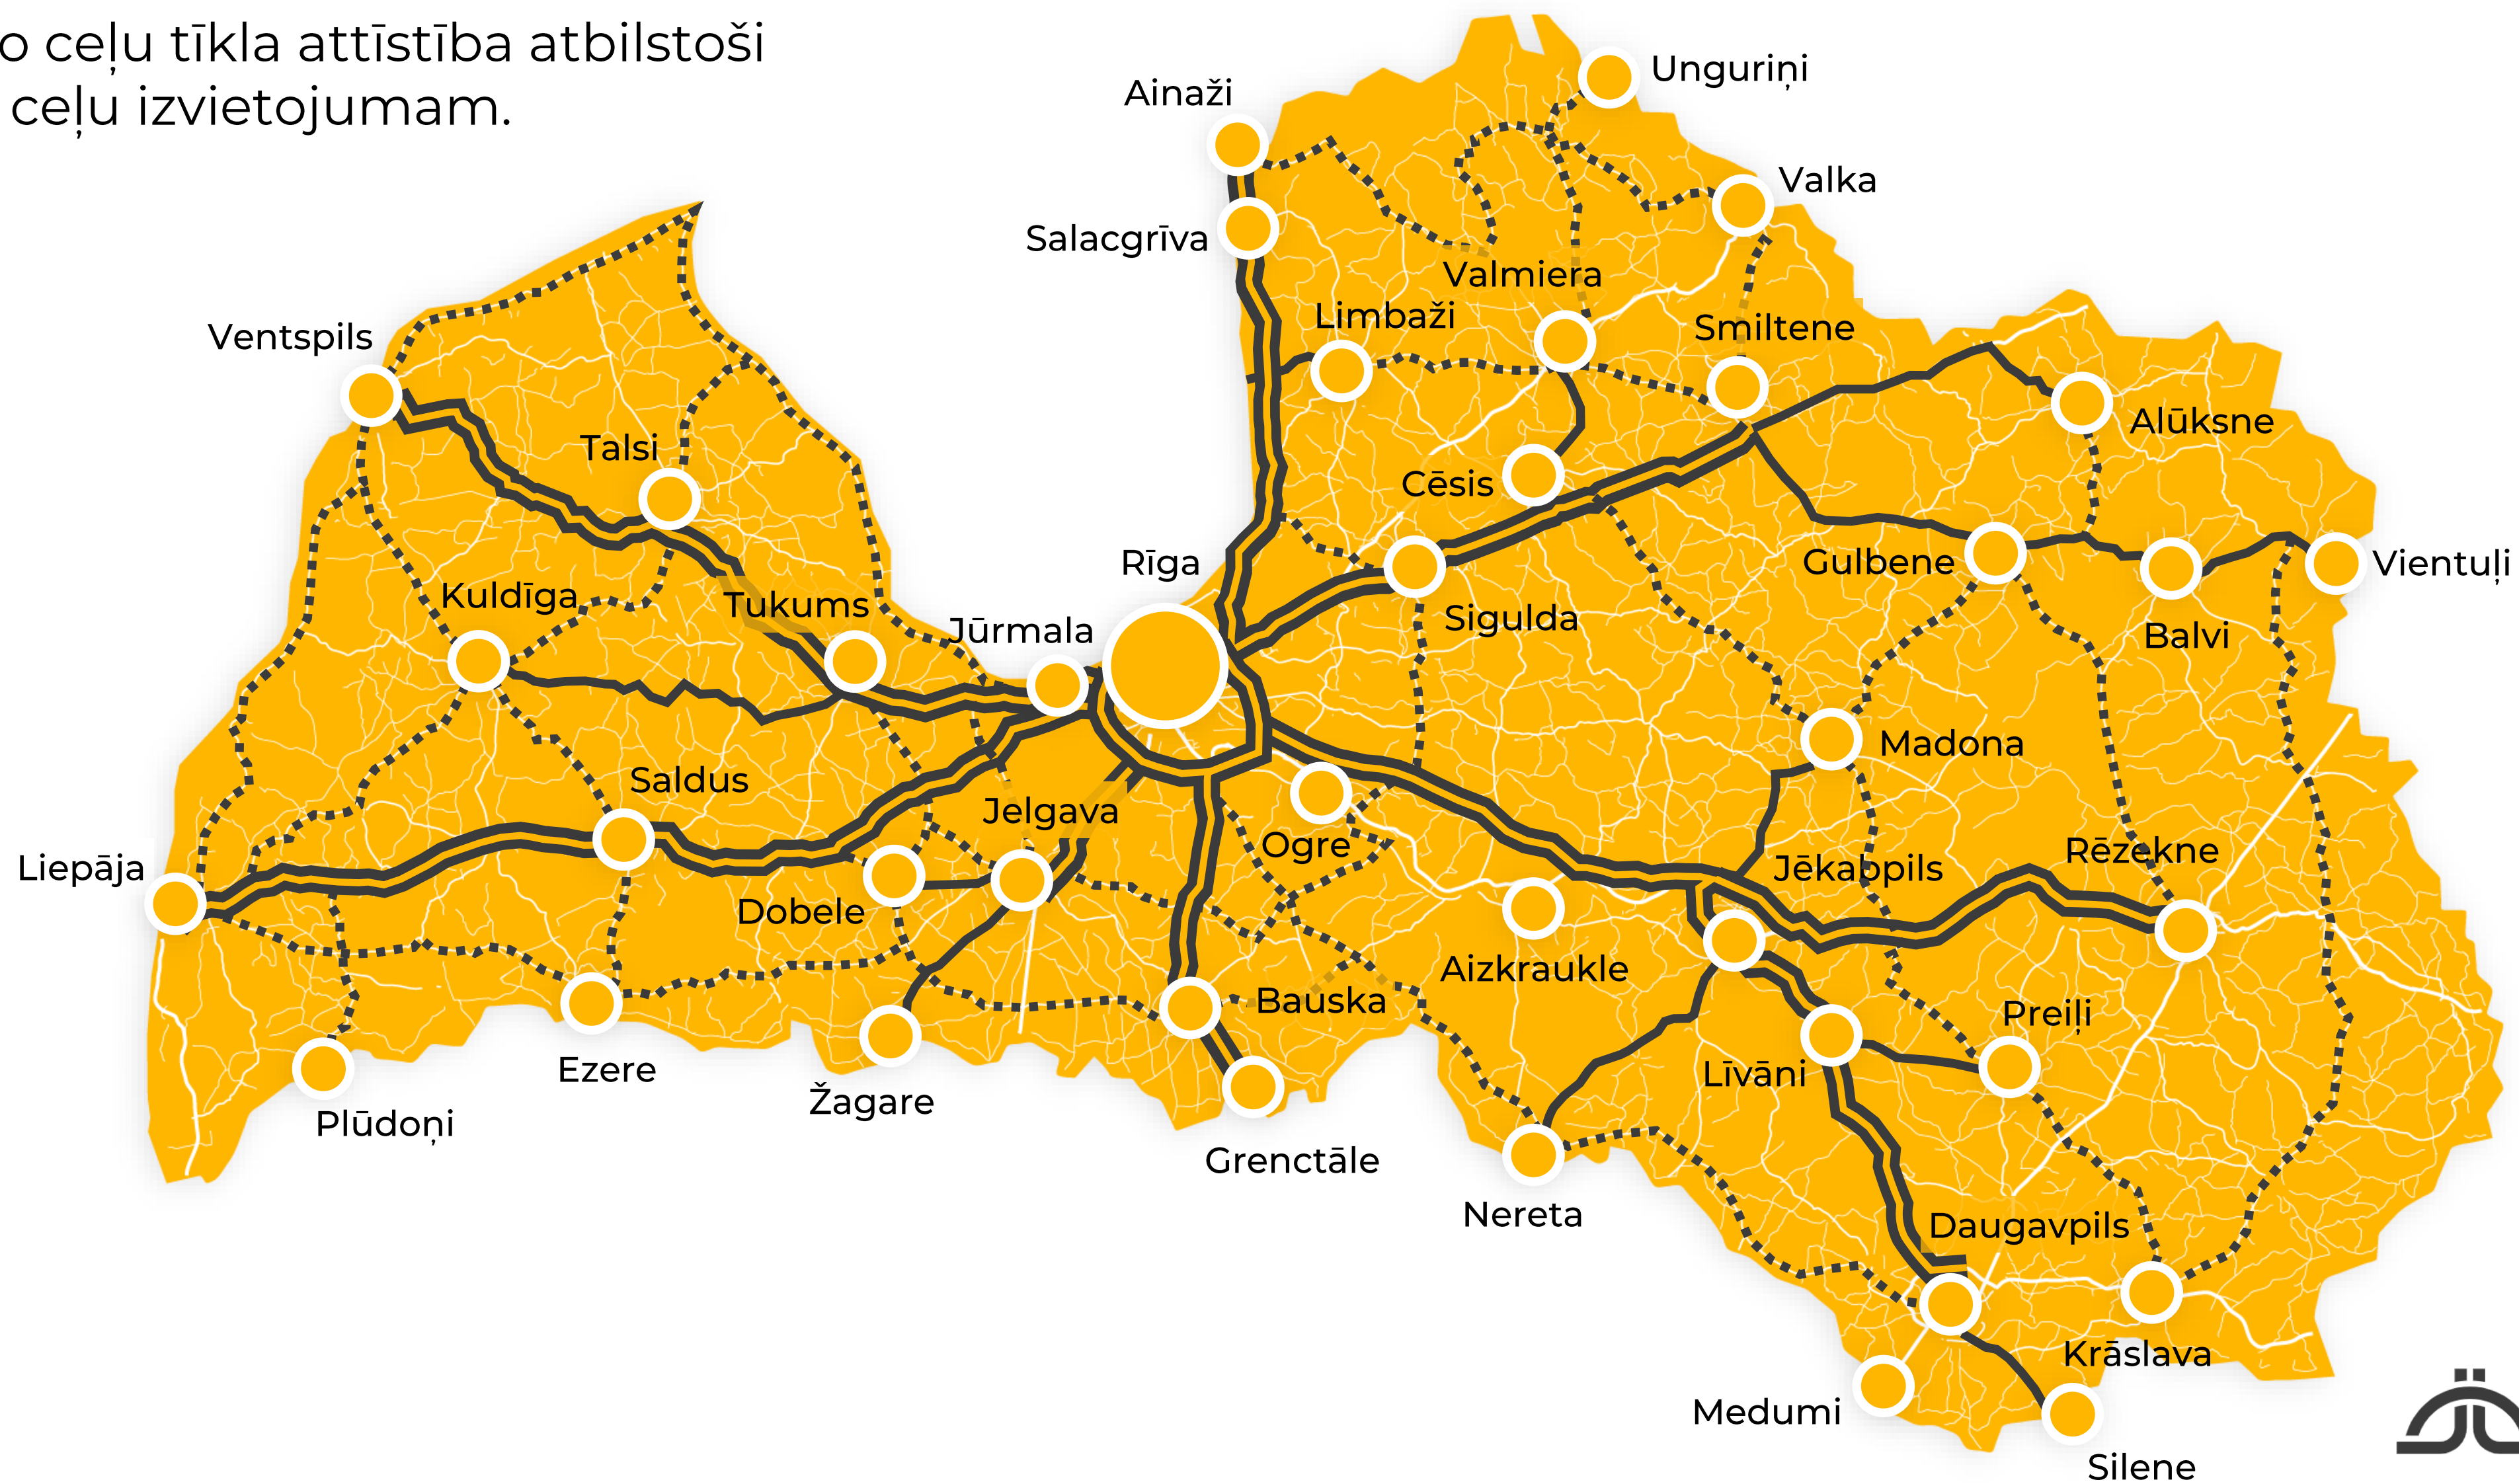 o ceļu tīkla attīstība atbilstoši
ceļu izvietojumam.
Unguriņi
Ainaži
Valka
Salacgrīva
Valmiera
Limbaži
Smiltene
Ventspils
Alūksne
Talsi
Cēsis
Rīga
Gulbene
Vientuļi
Kuldīga
Tukums
Sigulda
Jūrmala
Balvi
Madona
Saldus
Jelgava
Ogre
Rēzekne
Liepāja
Jēkabpils
Dobele
Aizkraukle
Bauska
Preiļi
Ezere
Līvāni
Žagare
Plūdoņi
Grenctāle
Nereta
Daugavpils
Krāslava
Medumi
Silene